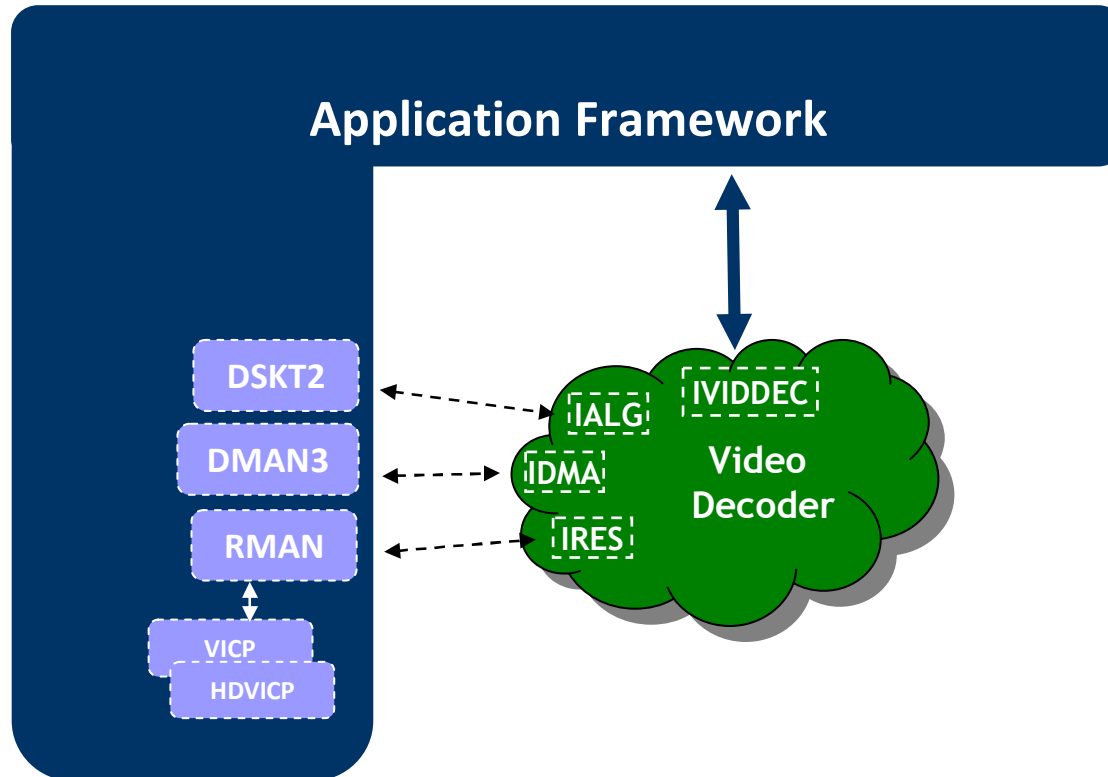 Application Framework
DSKT2
DMAN3
RMAN
VICP
HDVICP
IALG
IVIDDEC
IDMA
Video
Decoder
IRES